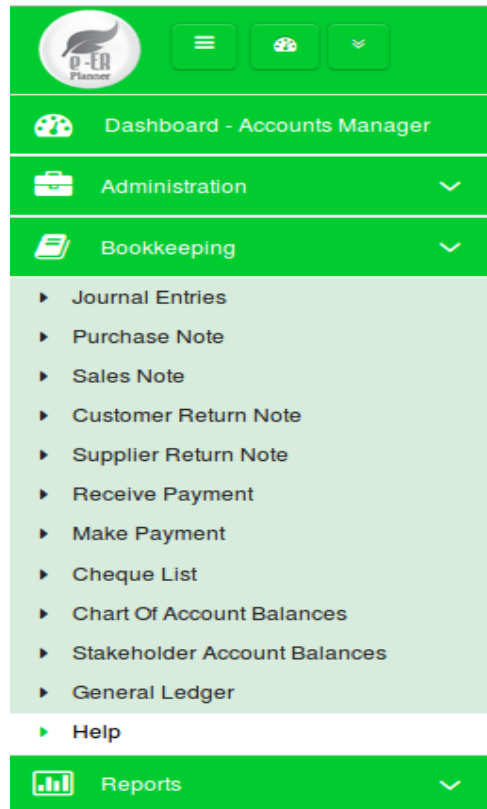 e-ER
Planner
Dashboard - Accounts Manager
Administration
Bookkeeping
Journal Entries
Purchase Note
Sales Note
Customer Return Note
Supplier Return Note
Receive Payment
Make Payment
Cheque List
Chart Of Account Balances
Stakeholder Account Balances
General Ledger
Help
Reports